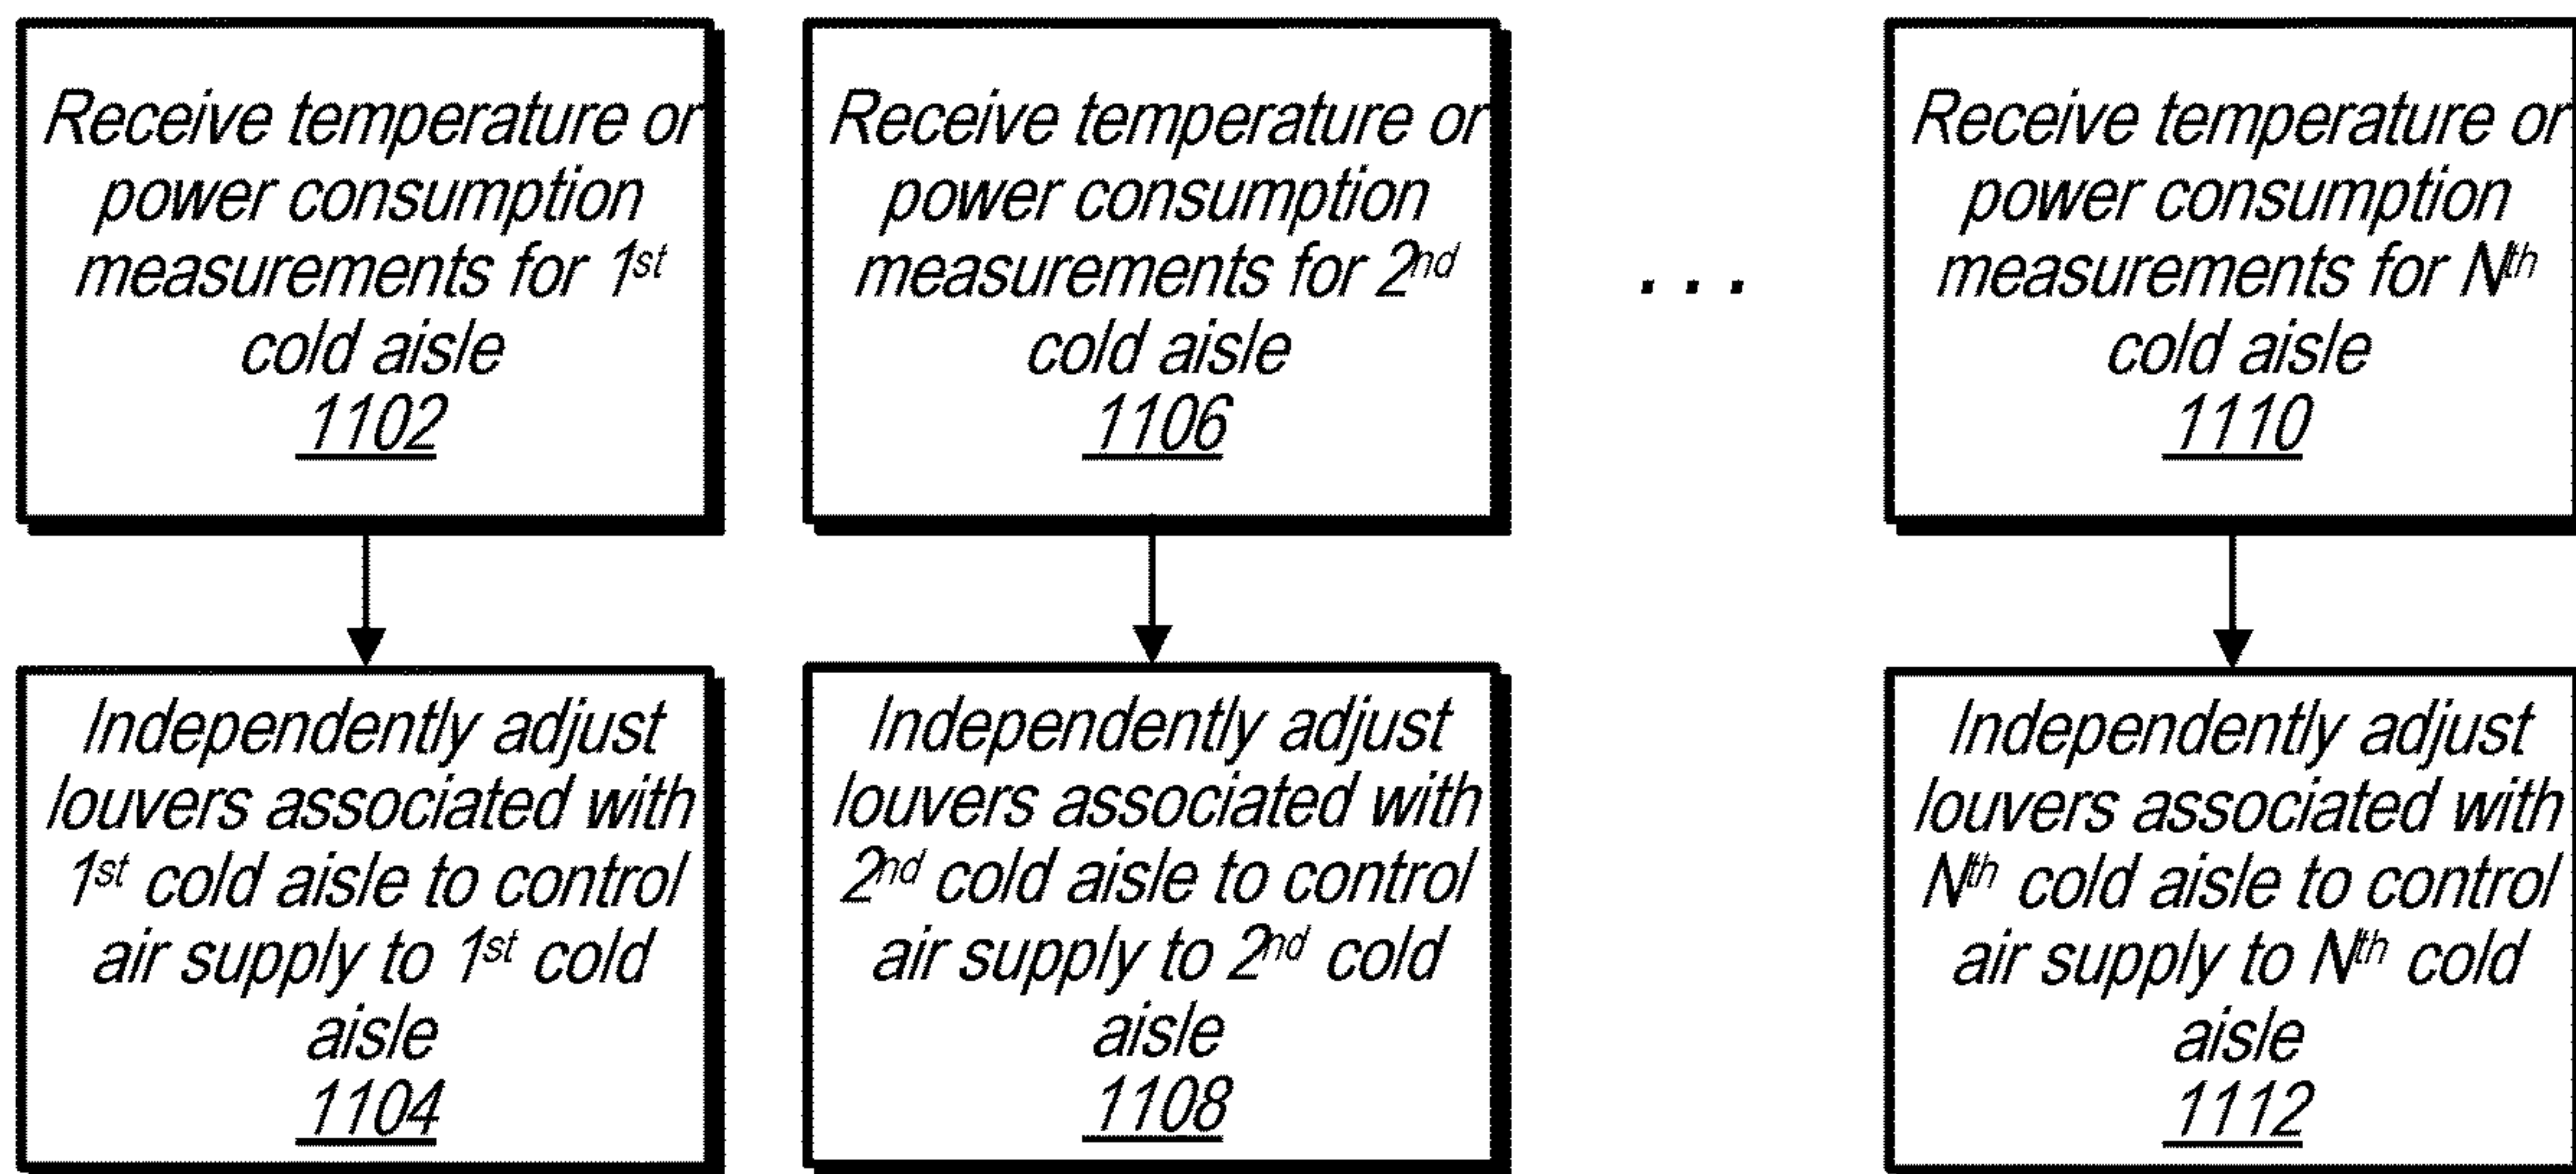 Receive temperature or
power consumption
measurements for 1st
cold aisle
1102
Receive temperature or
power consumption
measurements for 2nd
cold aisle
1106
. . .
Receive temperature or
power consumption
measurements for Nth
cold aisle
1110
Independently adjust
louvers associated with
1st cold aisle to control
air supply to 1st cold
aisle
1104
Independently adjust
louvers associated with
2nd cold aisle to control
air supply to 2nd cold
aisle
1108
Independently adjust
louvers associated with
Nth cold aisle to control
air supply to Nth cold
aisle
1112